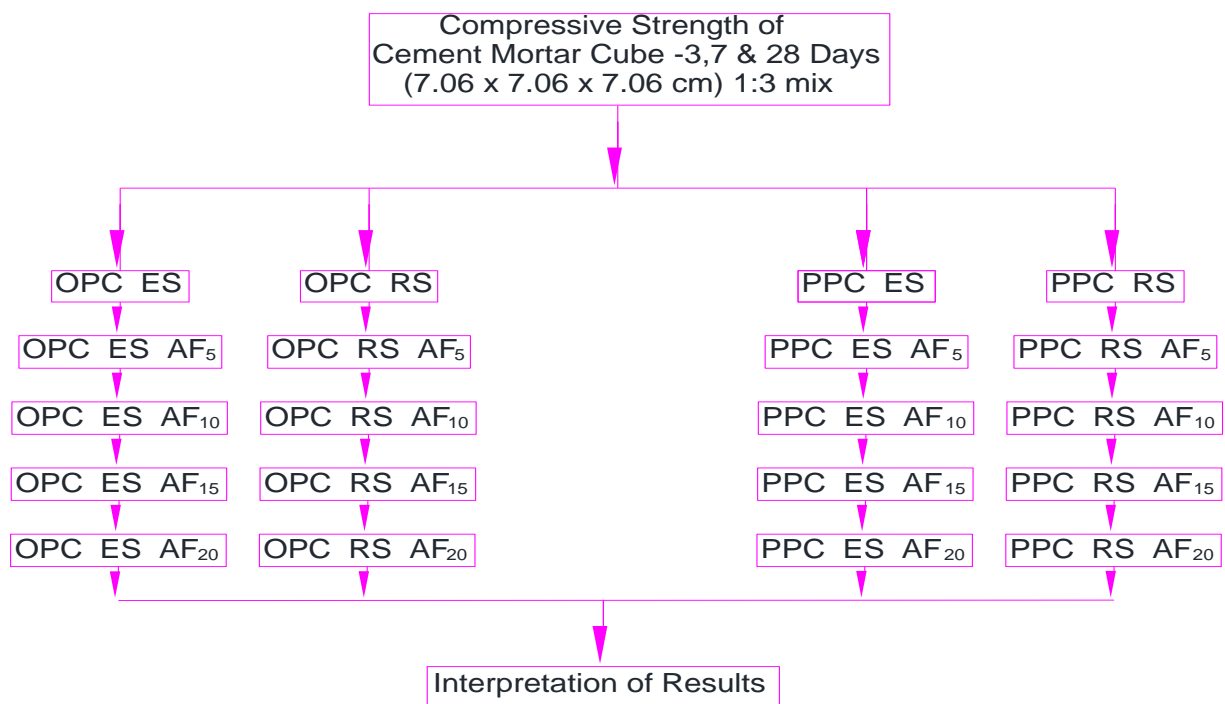 Compressive Strength of
Cement Mortar Cube -3,7 & 28 Days
(7.06 x 7.06 x 7.06 cm) 1:3 mix
OPC ES
OPC RS
PPC ES
PPC RS
OPC ES AF₅
OPC RS AF₅
PPC ES AF₅
PPC RS AF₅
OPC ES AF₁₀
OPC RS AF₁₀
PPC ES AF₁₀
PPC RS AF₁₀
OPC ES AF₁₅
OPC RS AF₁₅
PPC ES AF₁₅
PPC RS AF₁₅
OPC ES AF₂₀
OPC RS AF₂₀
PPC ES AF₂₀
PPC RS AF₂₀
Interpretation of Results